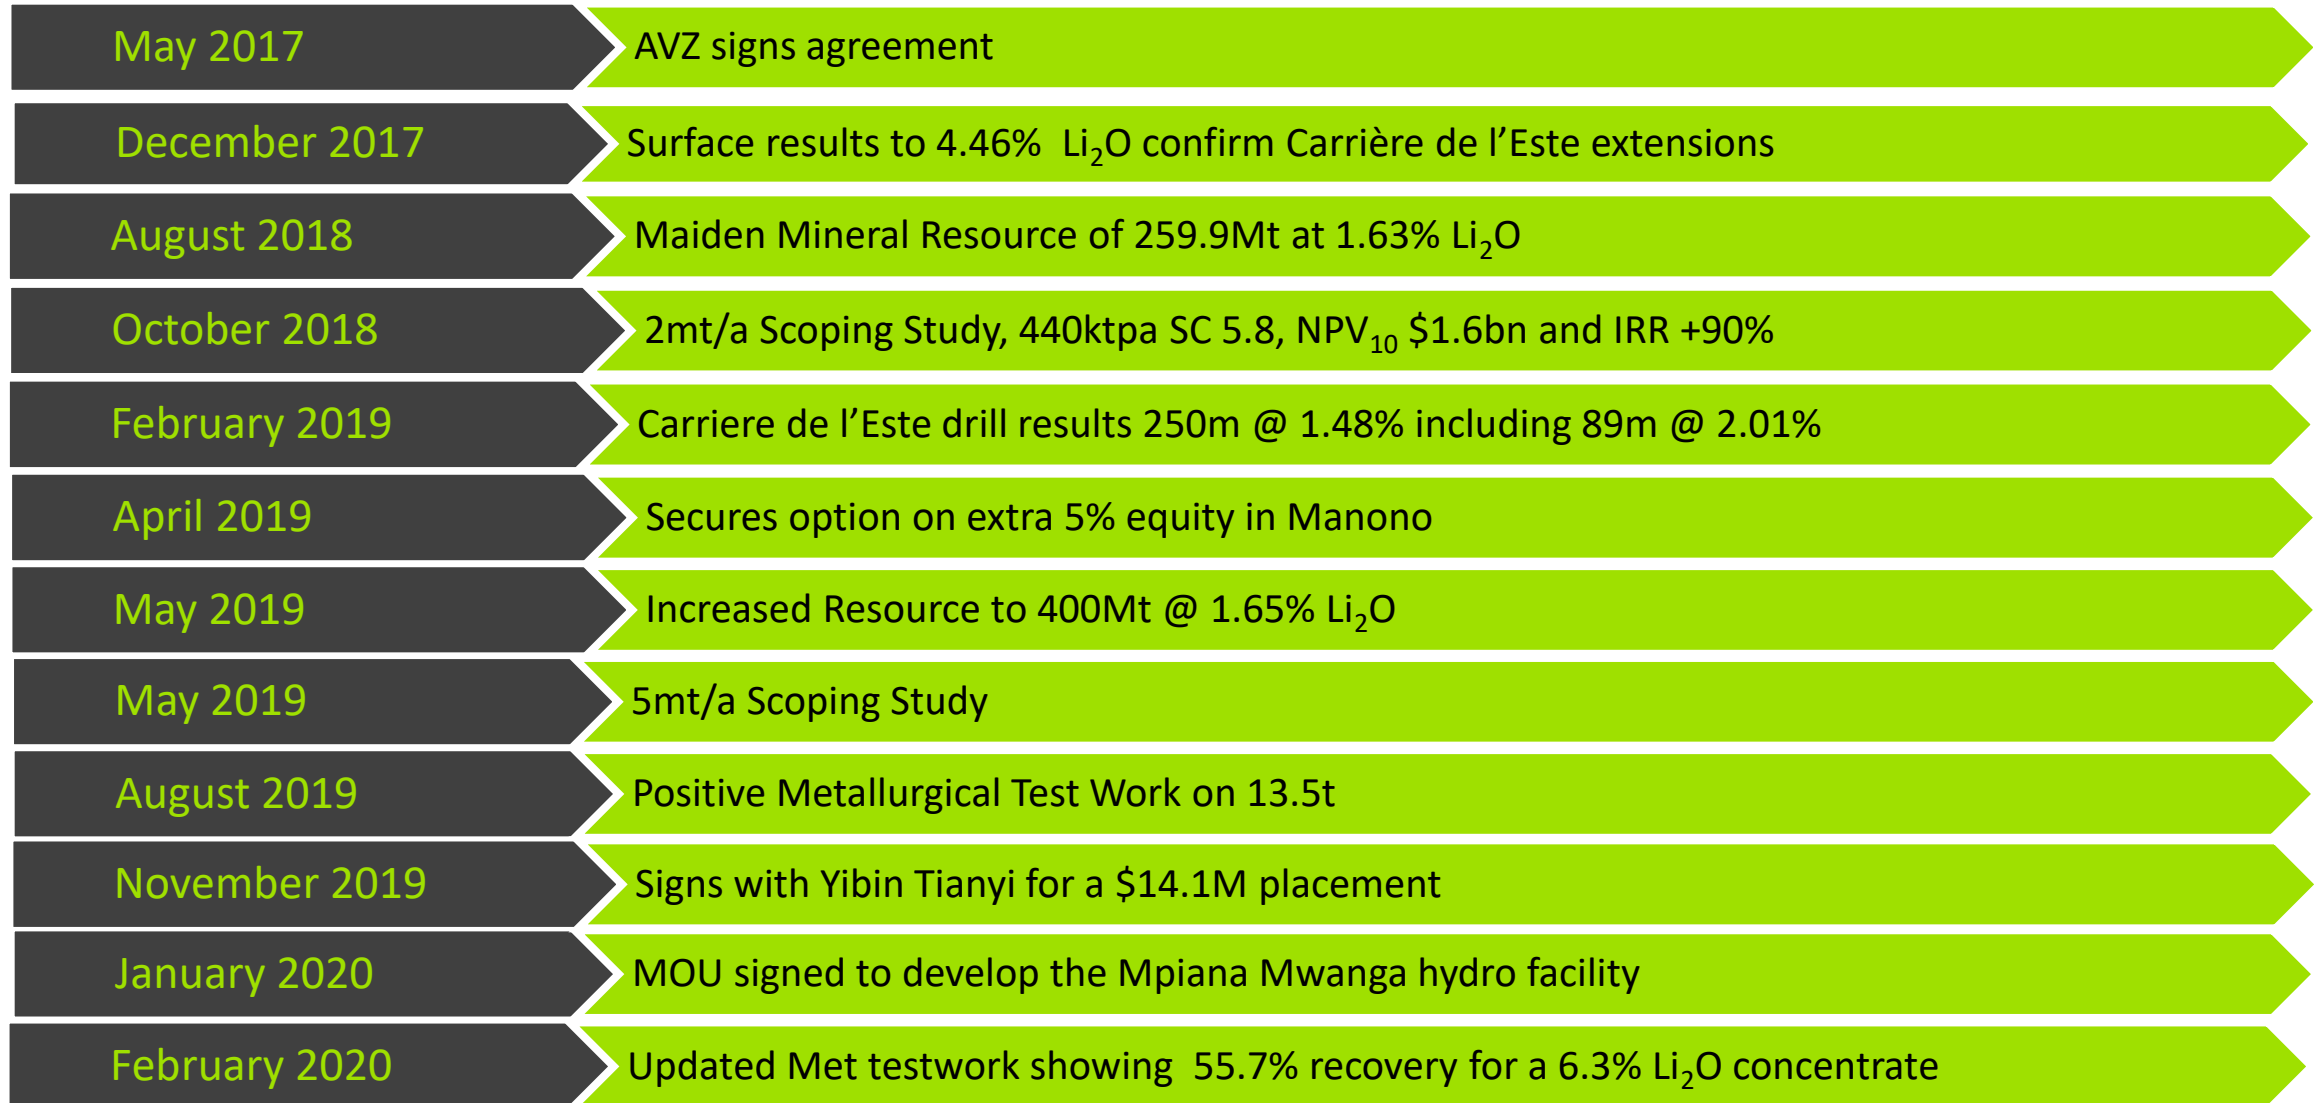 May 2017 AVZ signs agreement
December 2017 Surface results to 4.46% Li₂O confirm Carrière de l’Este extensions
August 2018 Maiden Mineral Resource of 259.9Mt at 1.63% Li₂O
October 2018 2mt/a Scoping Study, 440ktpa SC 5.8, NPV₁₀ $1.6bn and IRR +90%
February 2019 Carriere de l’Este drill results 250m @ 1.48% including 89m @ 2.01%
April 2019 Secures option on extra 5% equity in Manono
May 2019 Increased Resource to 400Mt @ 1.65% Li₂O
May 2019 5mt/a Scoping Study
August 2019 Positive Metallurgical Test Work on 13.5t
November 2019 Signs with Yibin Tianyi for a $14.1M placement
January 2020 MOU signed to develop the Mpiana Mwanga hydro facility
February 2020 Updated Met testwork showing 55.7% recovery for a 6.3% Li₂O concentrate